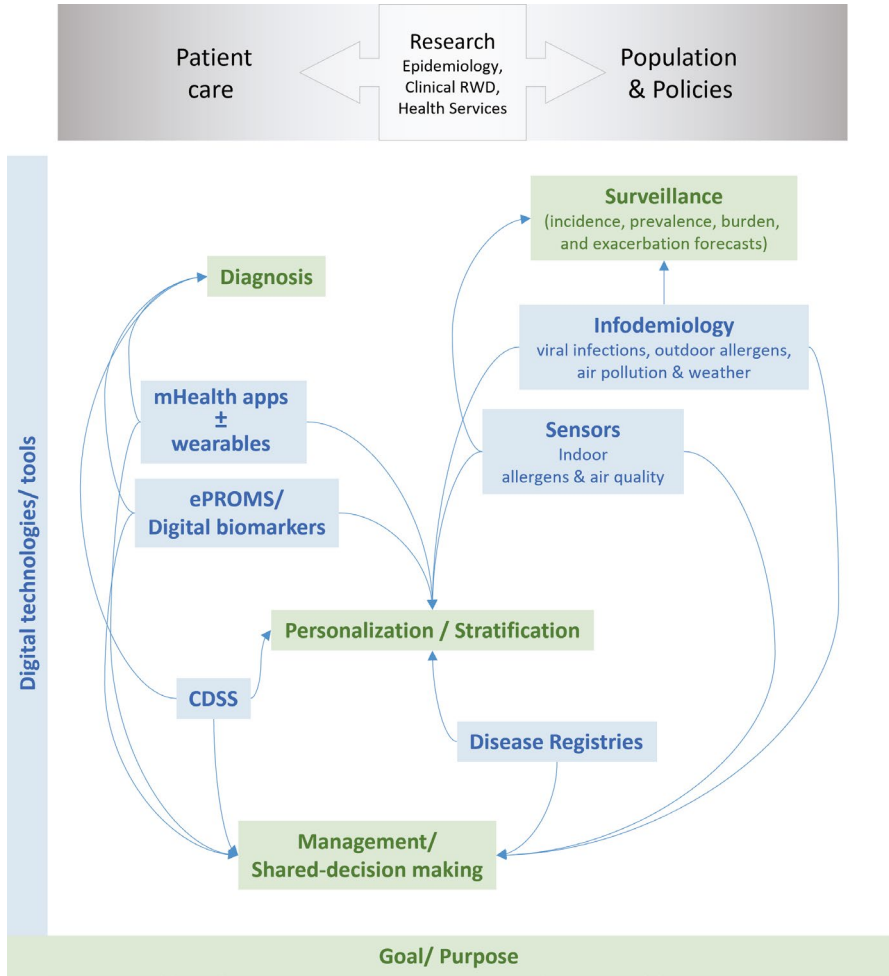 Patient
care
Research
Epidemiology,
Clinical RWD,
Health Services
Population
& Policies
Digital technologies/ tools
Surveillance
(incidence, prevalence, burden,
and exacerbation forecasts)
Diagnosis
Infodemiology
viral infections, outdoor allergens,
air pollution & weather
mHealth apps
±
wearables
Sensors
Indoor
allergens & air quality
ePROMS/
Digital biomarkers
Personalization / Stratification
CDSS
Disease Registries
Management/
Shared-decision making
Goal/ Purpose